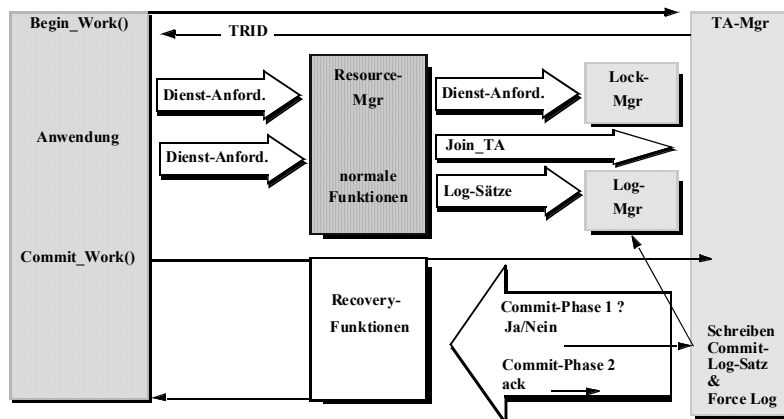 Begin_Work()
TA-Mgr
TRID
Resource-
Mgr
Lock-
Mgr
Dienst-Anford.
Dienst-Anford.
Anwendung
Join_TA
Dienst-Anford.
normale
Funktionen
Log-Sätze
Log-
Mgr
Commit_Work()
Recovery-
Funktionen
Commit-Phase 1 ?
Ja/Nein
Commit-Phase 2
ack
Schreiben
Commit-
Log-Satz
&
Force Log